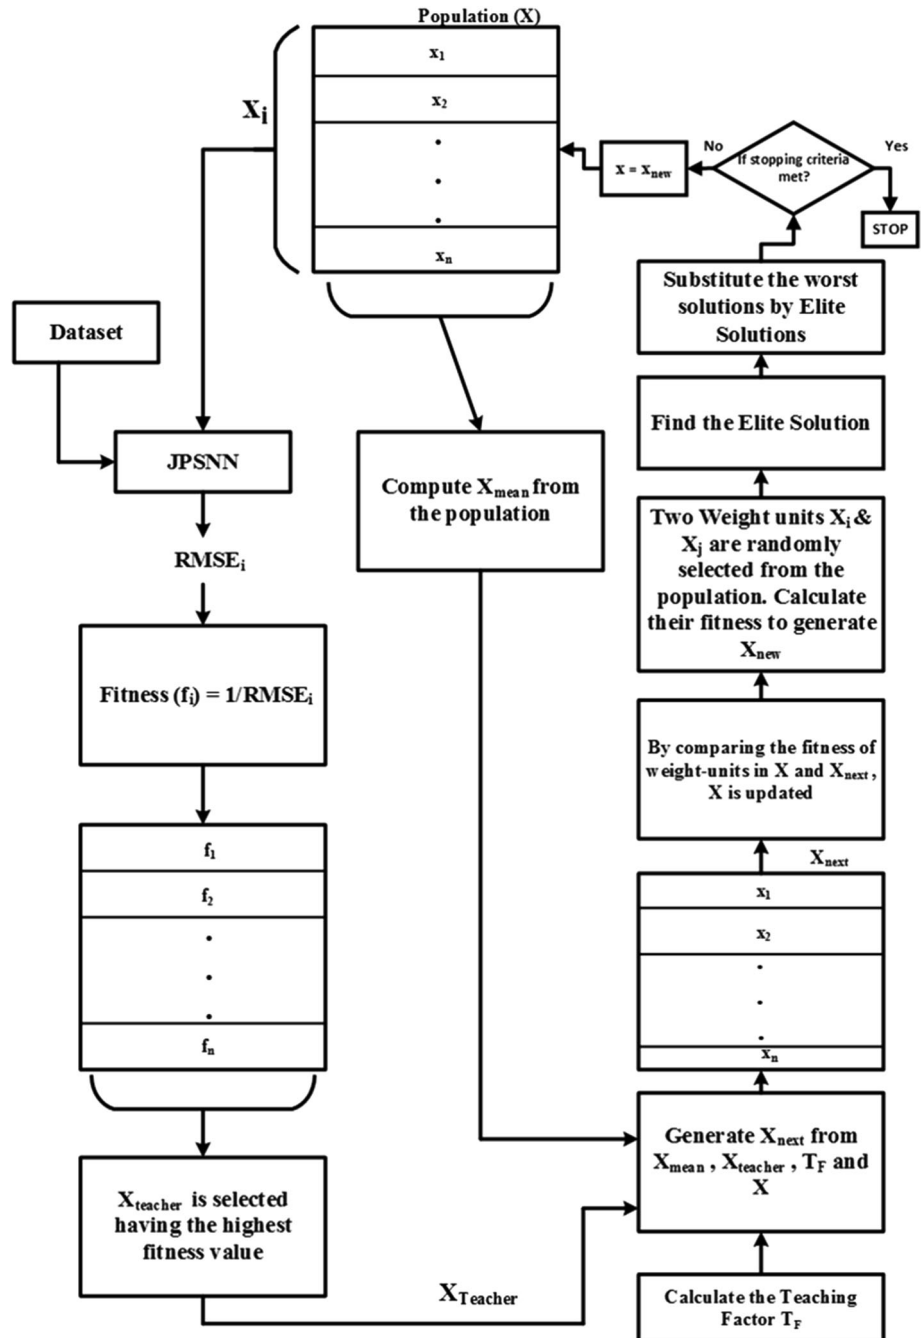 Population (X)
x1
x2
.
.
.
xn
Xi
No
If stopping criteria
met?
Yes
x = xnew
STOP
Substitute the worst
solutions by Elite
Solutions
Dataset
Find the Elite Solution
JPSNN
Compute Xmean from
the population
RMSEi
Two Weight units Xi &
Xj are randomly
selected from the
population. Calculate
their fitness to generate
Xnew
Fitness (fi) = 1/RMSEi
By comparing the fitness of
weight-units in X and Xnext ,
X is updated
f1
f2
.
.
.
fn
Xnext
x1
x2
.
.
.
xn
Generate Xnext from
Xmean , Xteacher , TF and
X
Xteacher is selected
having the highest
fitness value
XTeacher
Calculate the Teaching
Factor TF